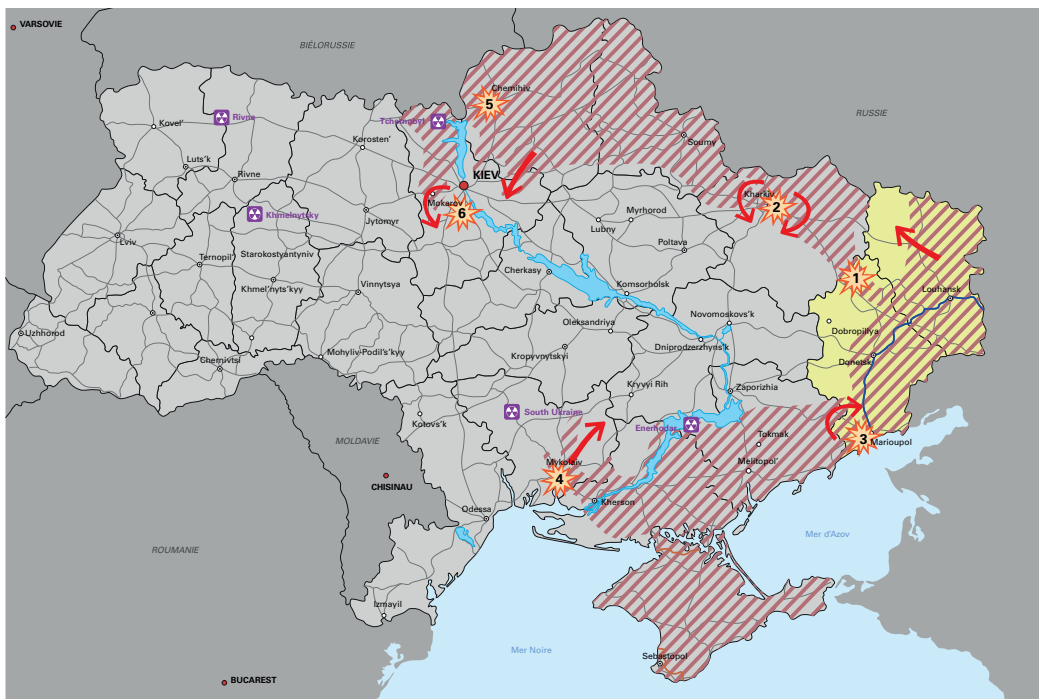 VARSOVIE
BIÉLORUSSIE
RUSSIE
Chernihiv
5
Kovel'
Rivne
Tchernobyl
Korosten'
Soumy
Luts'k
Rivne
KIEV
Makarov
6
Kharkiv
2
Khmelnytsky
Jytomyr
Myrhorod
Lubny
Lviv
Ternopil'
Starokostyantyniv
Poltava
Cherkasy
1
Khmel'nyts'kyy
Vinnytsya
Komsorholsk
Louhansk
Uzhhorod
Oleksandriya
Novomoskovs'k
Dobropillya
Chernivtsi
Mohyliv-Podil's'kyy
Kropyvnytskyi
Dniprodzerzhyns'k
Donetsk
Kryvyi Rih
Zaporizhia
Kotovs'k
South Ukraine
Enerhodar
Tokmak
3
Marioupol
MOLDAVIE
Mykolaiv
4
Melitopol'
CHISINAU
Kherson
Odessa
Mer d'Azov
ROUMANIE
Izmayil
Mer Noire
Sebastopol
BUCAREST